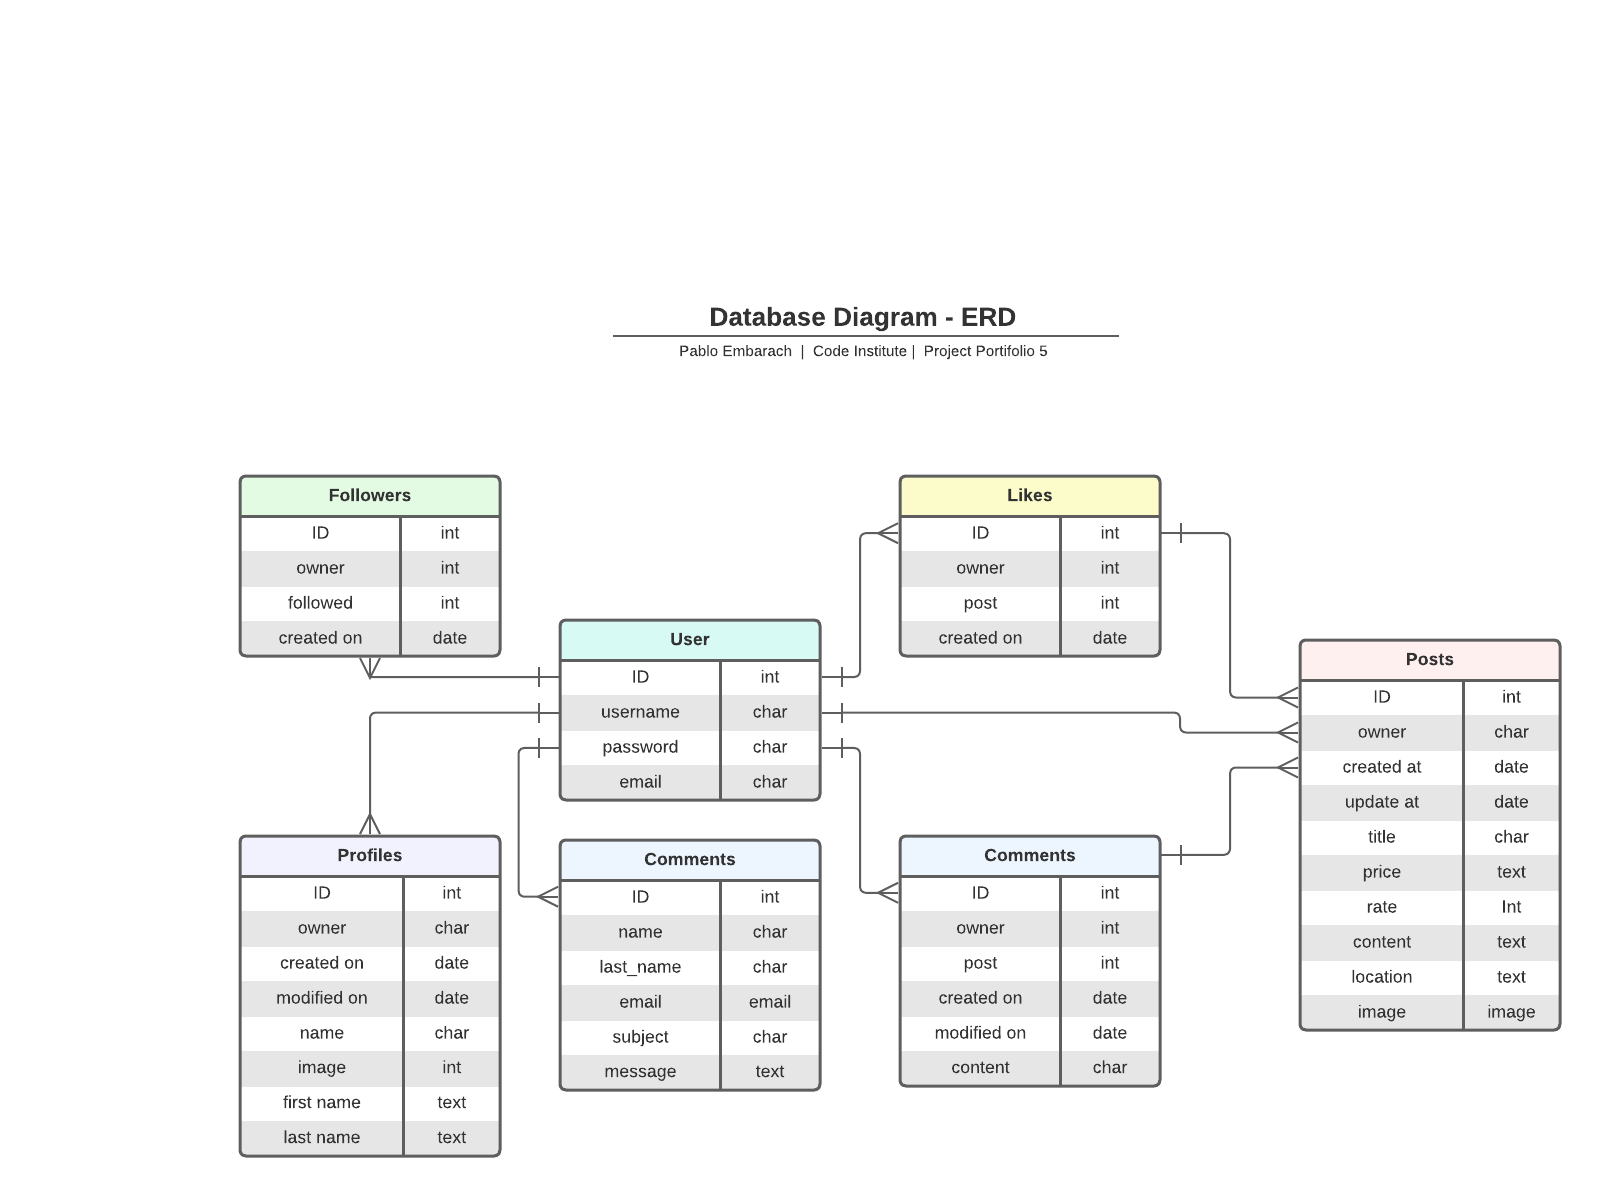 Database Diagram - ERD
Pablo Embarach | Code Institute | Project Portifolio 5
Followers
ID int
owner int
followed int
created on date
Likes
ID int
owner int
post int
created on date
User
ID int
username char
password char
email char
Posts
ID int
owner char
created at date
update at date
title char
price text
rate Int
content text
location text
image image
Profiles
ID int
owner char
created on date
modified on date
name char
image int
first name text
last name text
Comments
ID int
name char
last_name char
email email
subject char
message text
Comments
ID int
owner int
post int
created on date
modified on date
content char